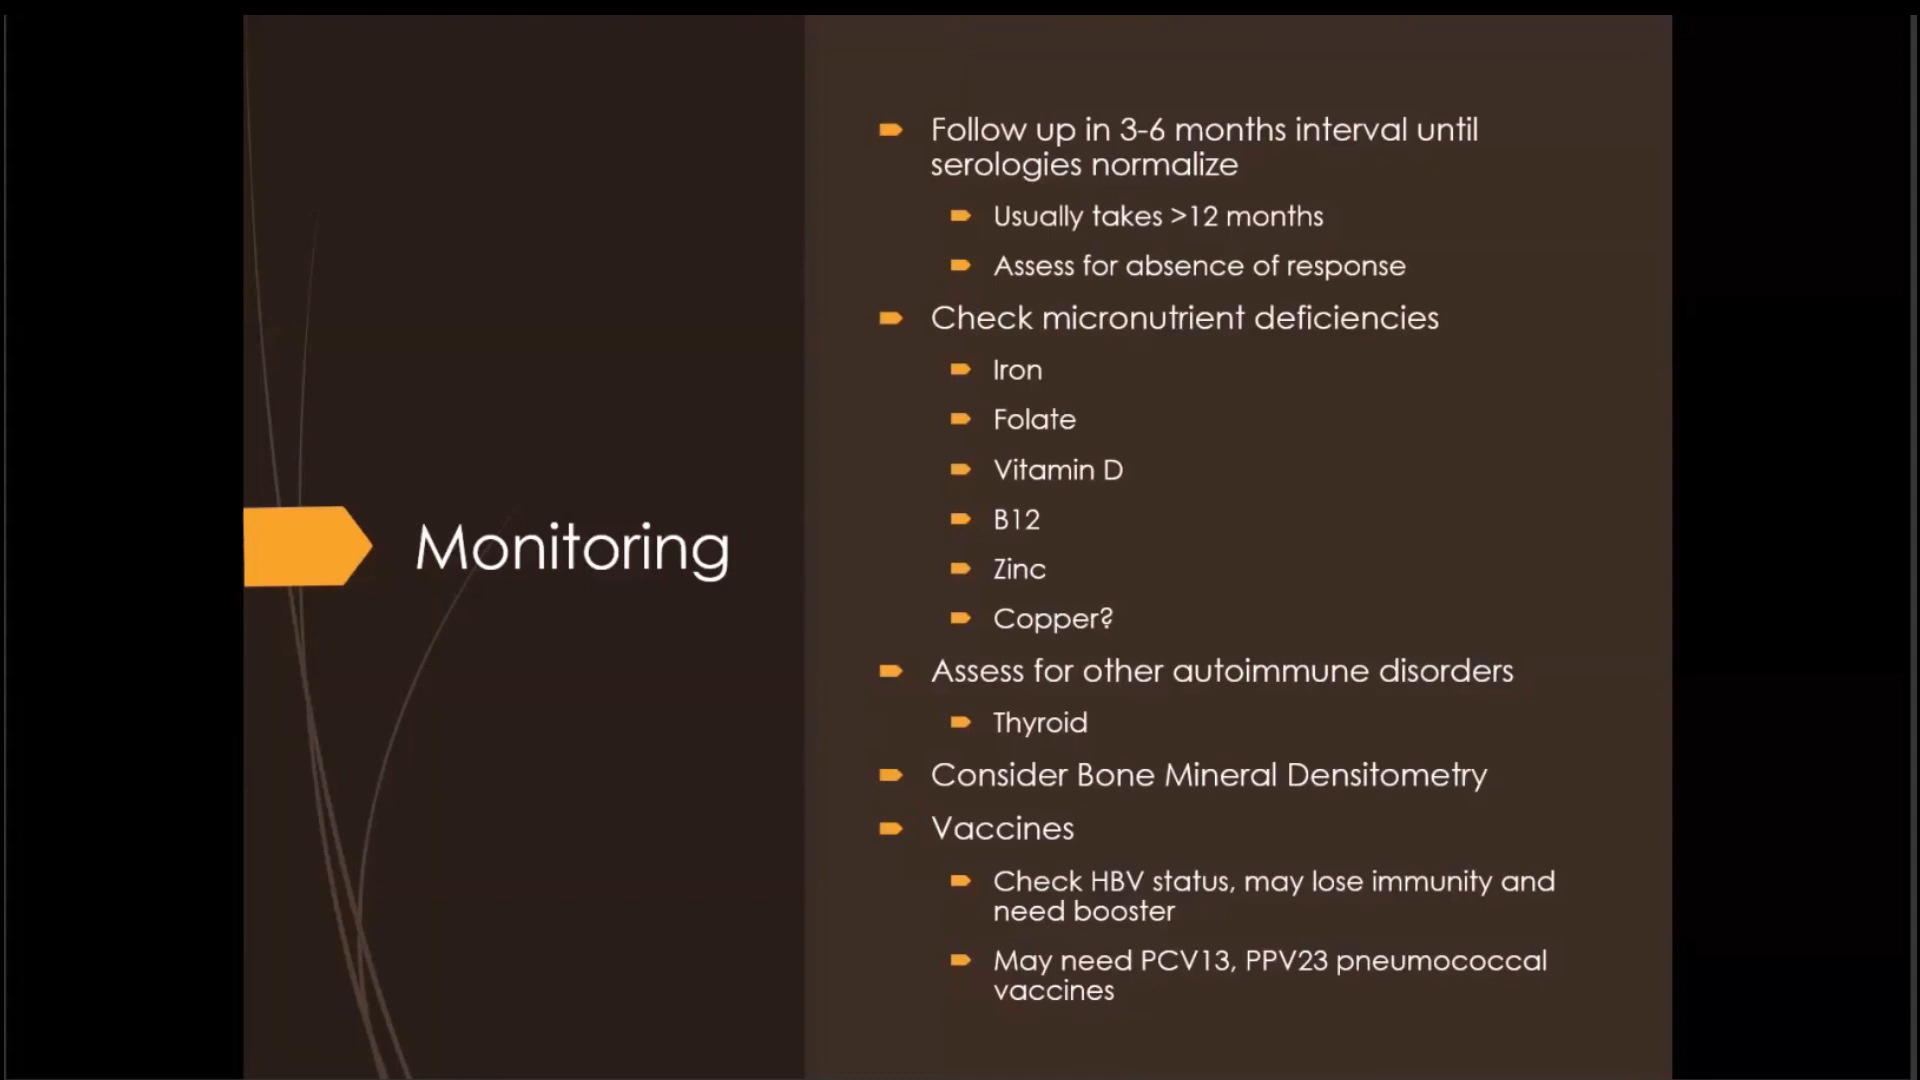 Monitoring
Follow up in 3-6 months interval until
serologies normalize
Usually takes >12 months
Assess for absence of response
Check micronutrient deficiencies
Iron
Folate
Vitamin D
B12
Zinc
Copper?
Assess for other autoimmune disorders
Thyroid
Consider Bone Mineral Densitometry
Vaccines
Check HBV status, may lose immunity and
need booster
May need PCV13, PPV23 pneumococcal
vaccines